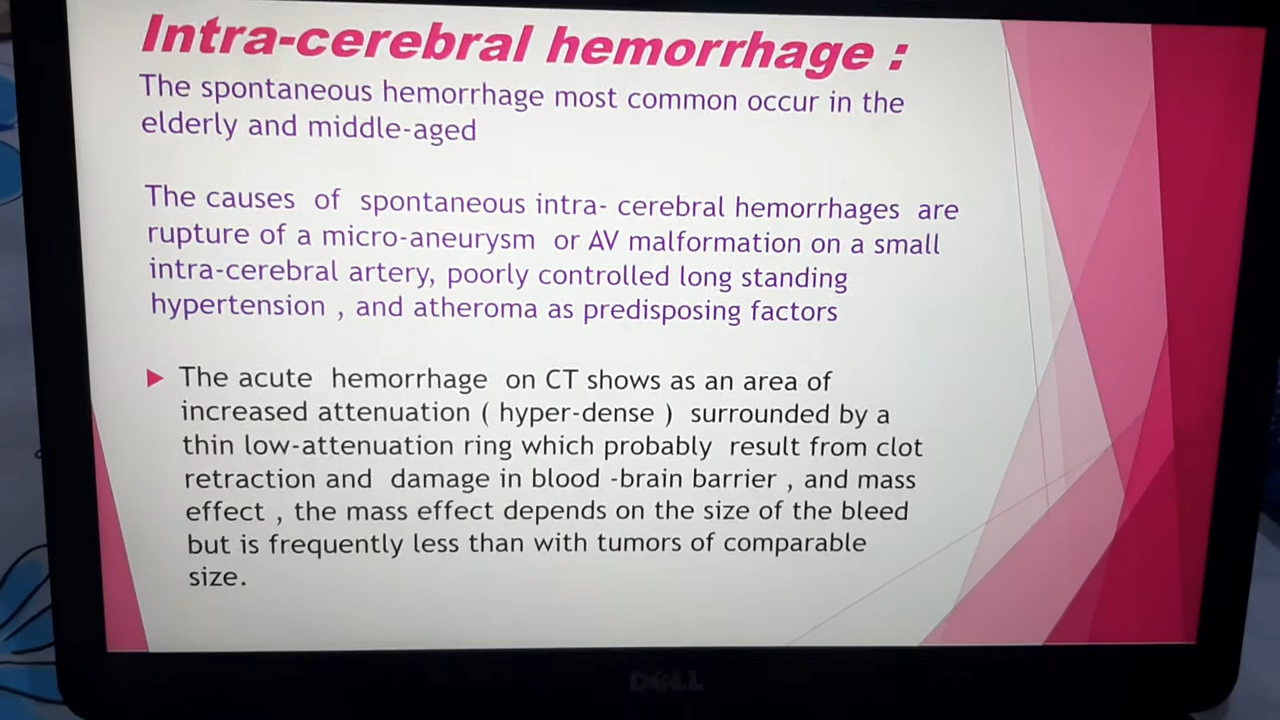 Intra-cerebral hemorrhage :
The spontaneous hemorrhage most common occur in the
elderly and middle-aged
The causes of spontaneous intra- cerebral hemorrhages are
rupture of a micro-aneurysm or AV malformation on a small
intra-cerebral artery, poorly controlled long standing
hypertension , and atheroma as predisposing factors
The acute hemorrhage on CT shows as an area of
increased attenuation ( hyper-dense ) surrounded by a
thin low-attenuation ring which probably result from clot
retraction and damage in blood -brain barrier , and mass
effect , the mass effect depends on the size of the bleed
but is frequently less than with tumors of comparable
size.
DELL